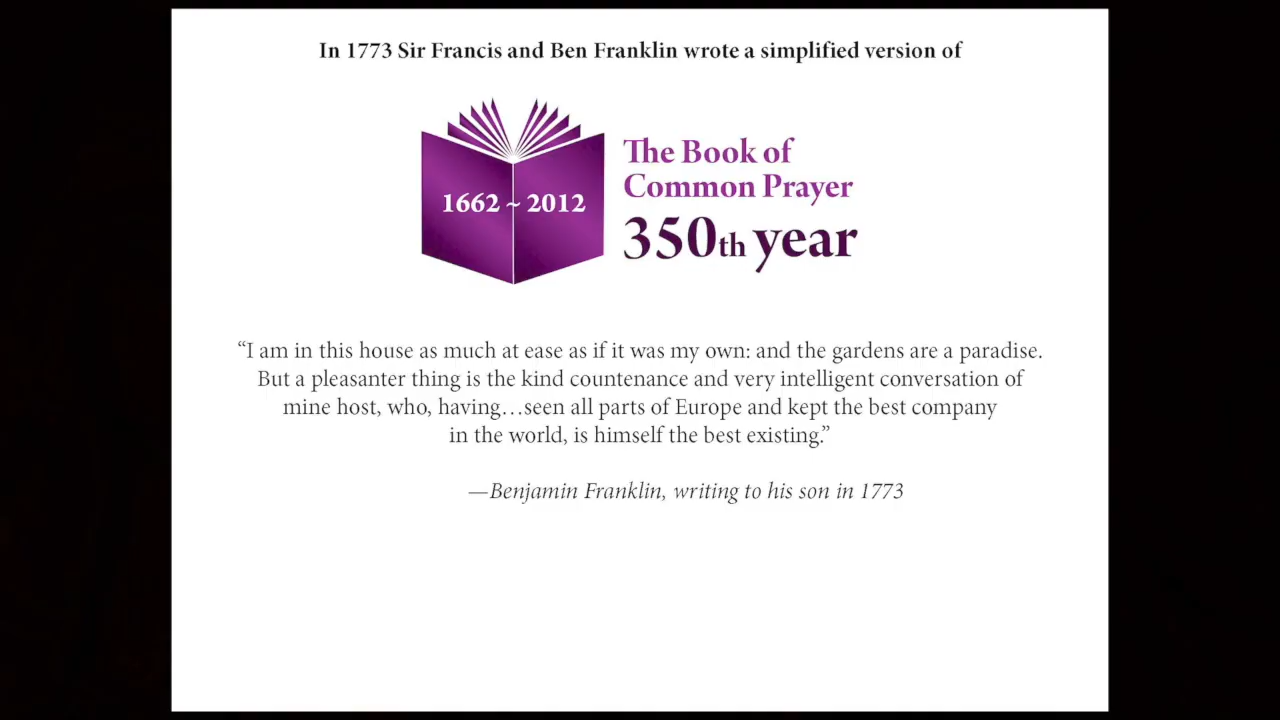 In 1773 Sir Francis and Ben Franklin wrote a simplified version of
1662 ~ 2012
The Book of
Common Prayer
350th year
“I am in this house as much at ease as if it was my own: and the gardens are a paradise.
But a pleasanter thing is the kind countenance and very intelligent conversation of
mine host, who, having…seen all parts of Europe and kept the best company
in the world, is himself the best existing.”
—Benjamin Franklin, writing to his son in 1773